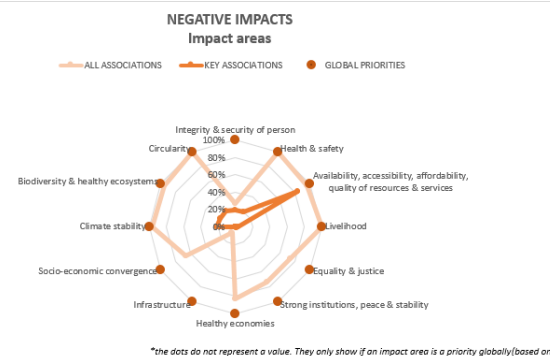 NEGATIVE IMPACTS
Impact areas
ALL ASSOCIATIONS KEY ASSOCIATIONS GLOBAL PRIORITIES
Integrity & security of person
100%
Circularity
Health & safety
80%
Availability, accessibility, affordability,
quality of resources & services
Biodiversity & healthy ecosystems
60%
40%
20%
Climate stability
0%
Livelihood
Socio-economic convergence
Equality & justice
Infrastructure
Strong institutions, peace & stability
Healthy economies
*the dots do not represent a value. They only show if an impact area is a priority globally(based on